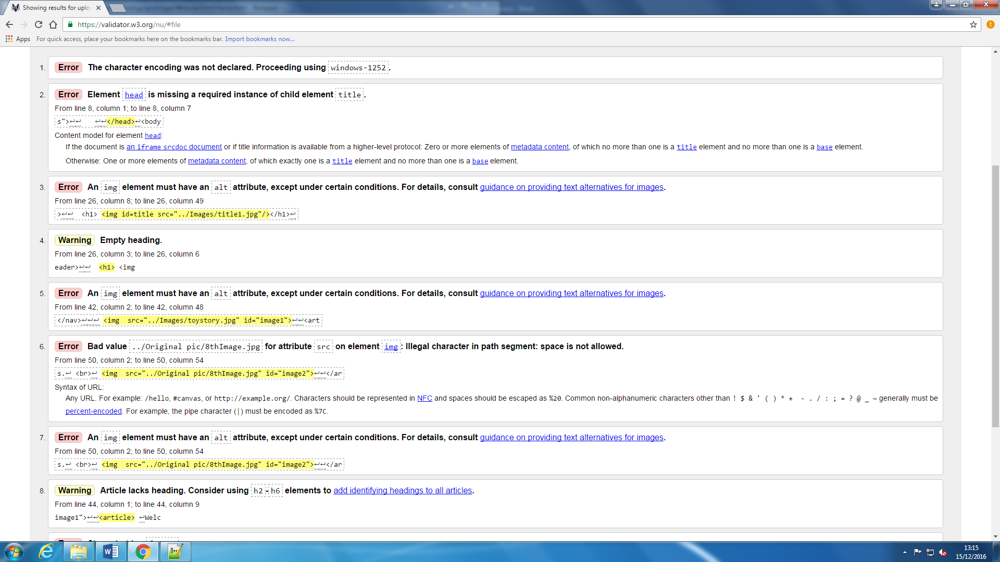 Showing results for uplo
https://validator.w3.org/nu/#file
Apps For quick access, place your bookmarks here on the bookmarks bar. Import bookmarks now...
1. Error The character encoding was not declared. Proceeding using windows-1252.
2. Error Element head is missing a required instance of child element title.
From line 8, column 1; to line 8, column 7
s">↩↩   ↩↩</head>↩<body
Content model for element head:
If the document is an iframe srcdoc document or if title information is available from a higher-level protocol: Zero or more elements of metadata content, of which no more than one is a title element and no more than one is a base element.
Otherwise: One or more elements of metadata content, of which exactly one is a title element and no more than one is a base element.
3. Error An img element must have an alt attribute, except under certain conditions. For details, consult guidance on providing text alternatives for images.
From line 26, column 8; to line 26, column 49
>↩↩  <h1> <img id=title src="../Images/title1.jpg"/></h1>↩
4. Warning Empty heading.
From line 26, column 3; to line 26, column 6
eader>↩↩  <h1> <img
5. Error An img element must have an alt attribute, except under certain conditions. For details, consult guidance on providing text alternatives for images.
From line 42, column 2; to line 42, column 48
</nav>↩↩↩ <img  src="../Images/toystory.jpg" id="image1">↩↩<art
6. Error Bad value ../Original pic/8thImage.jpg for attribute src on element img: Illegal character in path segment: space is not allowed.
From line 50, column 2; to line 50, column 54
s.↩ <br>↩ <img  src="../Original pic/8thImage.jpg" id="image2">↩↩</ar
Syntax of URL:
Any URL. For example: /hello, #canvas, or http://example.org/. Characters should be represented in NFC and spaces should be escaped as %20. Common non-alphanumeric characters other than ! $ & ' ( ) * + - . / : ; = ? @ _ ~ generally must be
percent-encoded. For example, the pipe character (|) must be encoded as %7C.
7. Error An img element must have an alt attribute, except under certain conditions. For details, consult guidance on providing text alternatives for images.
From line 50, column 2; to line 50, column 54
s.↩ <br>↩ <img  src="../Original pic/8thImage.jpg" id="image2">↩↩</ar
8. Warning Article lacks heading. Consider using h2-h6 elements to add identifying headings to all articles.
From line 44, column 1; to line 44, column 9
image1">↩↩<article> ↩Welc
13:15
15/12/2016